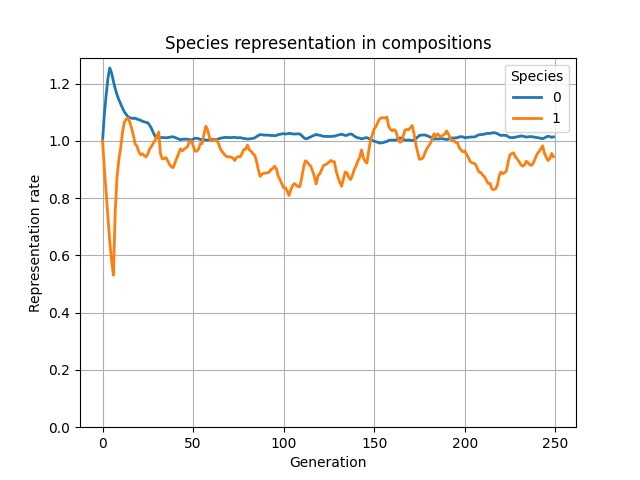 Species representation in compositions
Species
0
1
1.2
1.0
0.8
0.6
0.4
0.2
0.0
Representation rate
0 50 100 150 200 250
Generation